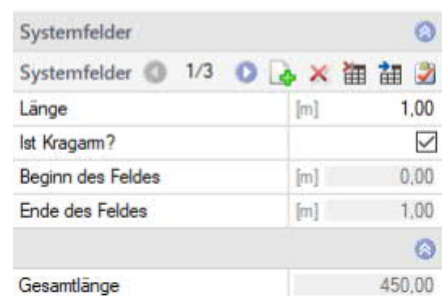 Systemfelder
Systemfelder 1/3
Länge [m] 1,00
Ist Kragarm?
Beginn des Feldes [m] 0,00
Ende des Feldes [m] 1,00
Gesamtlänge 450,00